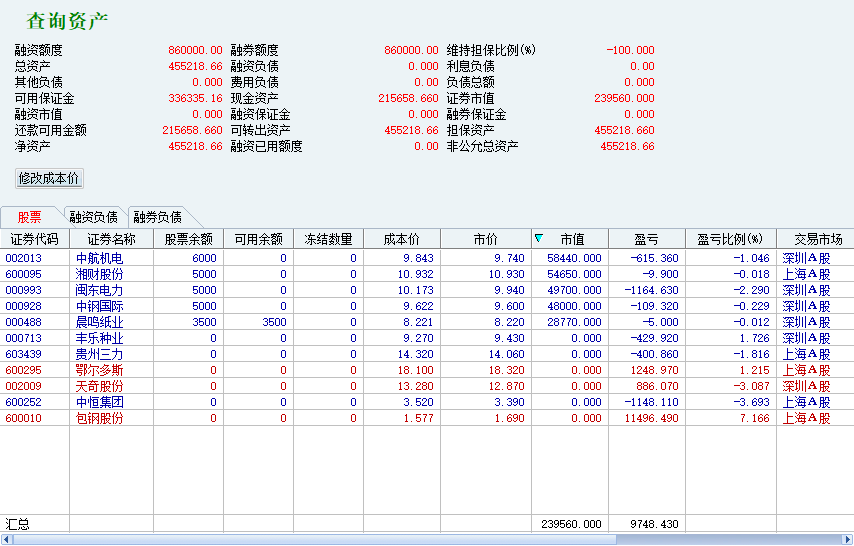 查询资产
融资额度 860000.00 融券额度 860000.00 维持担保比例(%) -100.000
总资产 455218.66 融资负债 0.000 利息负债 0.00
其他负债 0.000 费用负债 0.00 负债总额 0.000
可用保证金 336335.16 现金资产 215658.660 证券市值 239560.000
融资市值 0.000 融资保证金 0.000 融券保证金 0.000
还款可用金额 215658.660 可转出资产 455218.66 担保资产 455218.660
净资产 455218.66 融资已用额度 0.00 非公允总资产 455218.66
修改成本价
股票 融资负债 融券负债
证券代码 证券名称 股票余额 可用余额 冻结数量 成本价 市价 市值 盈亏 盈亏比例(%) 交易市场
002013 中航机电 6000 0 0 9.843 9.740 58440.000 -615.360 -1.046 深圳A股
600095 湘财股份 5000 0 0 10.932 10.930 54650.000 -9.900 -0.018 上海A股
000993 闽东电力 5000 0 0 10.173 9.940 49700.000 -1164.630 -2.290 深圳A股
000928 中钢国际 5000 0 0 9.622 9.600 48000.000 -109.320 -0.229 深圳A股
000488 晨鸣纸业 3500 3500 0 8.221 8.220 28770.000 -5.000 -0.012 深圳A股
000713 丰乐种业 0 0 0 9.270 9.430 0.000 -429.920 1.726 深圳A股
603439 贵州三力 0 0 0 14.320 14.060 0.000 -400.860 -1.816 上海A股
600295 鄂尔多斯 0 0 0 18.100 18.320 0.000 1248.970 1.215 上海A股
002009 天奇股份 0 0 0 13.280 12.870 0.000 886.070 -3.087 深圳A股
600252 中恒集团 0 0 0 3.520 3.390 0.000 -1148.110 -3.693 上海A股
600010 包钢股份 0 0 0 1.577 1.690 0.000 11496.490 7.166 上海A股
汇总 239560.000 9748.430